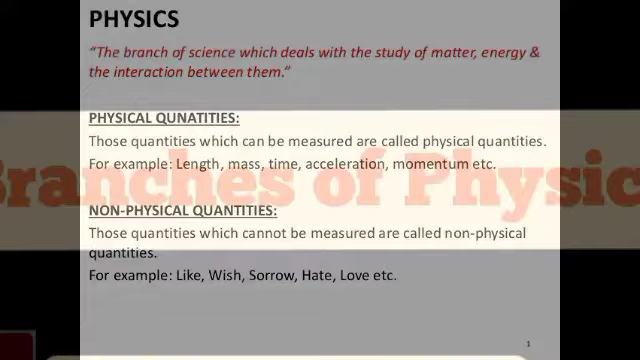 PHYSICS
“The branch of science which deals with the study of matter, energy &
the interaction between them.”
PHYSICAL QUNATITIES:
Those quantities which can be measured are called physical quantities.
For example: Length, mass, time, acceleration, momentum etc.
Branches of Physic
NON-PHYSICAL QUANTITIES:
Those quantities which cannot be measured are called non-physical
quantities.
For example: Like, Wish, Sorrow, Hate, Love etc.
1